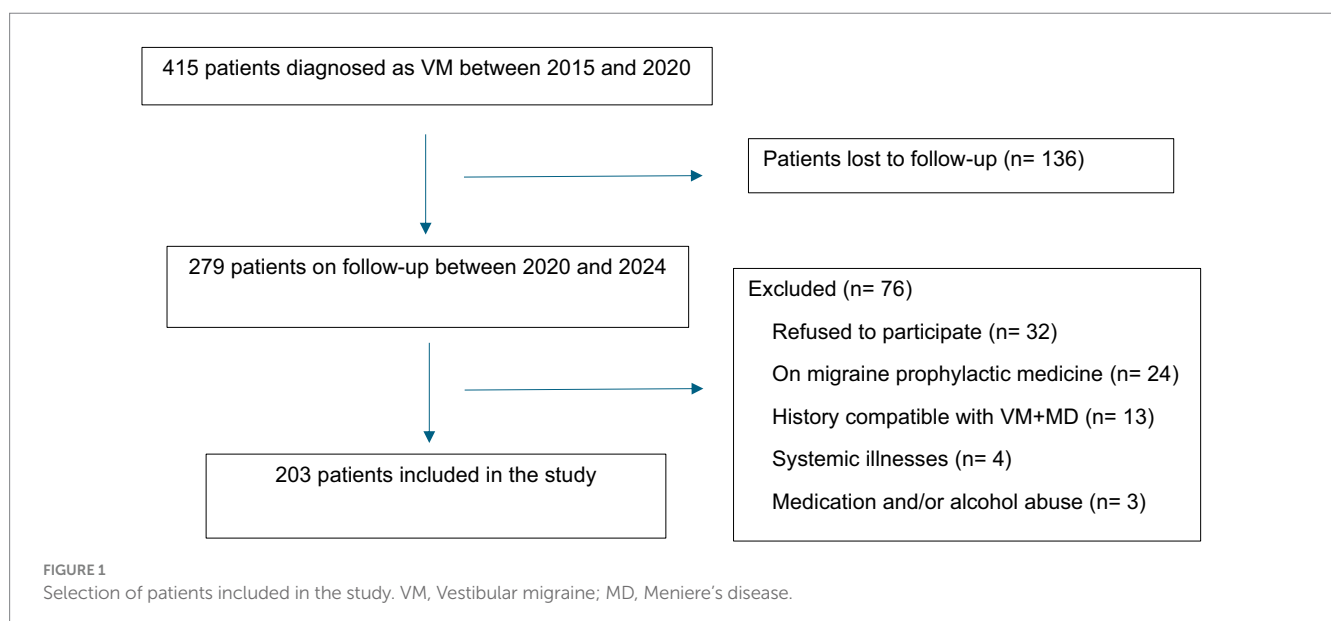 415 patients diagnosed as VM between 2015 and 2020
Patients lost to follow-up (n= 136)
279 patients on follow-up between 2020 and 2024
Excluded (n= 76)
Refused to participate (n= 32)
On migraine prophylactic medicine (n= 24)
History compatible with VM+MD (n= 13)
Systemic illnesses (n= 4)
Medication and/or alcohol abuse (n= 3)
203 patients included in the study
FIGURE 1
Selection of patients included in the study. VM, Vestibular migraine; MD, Meniere’s disease.